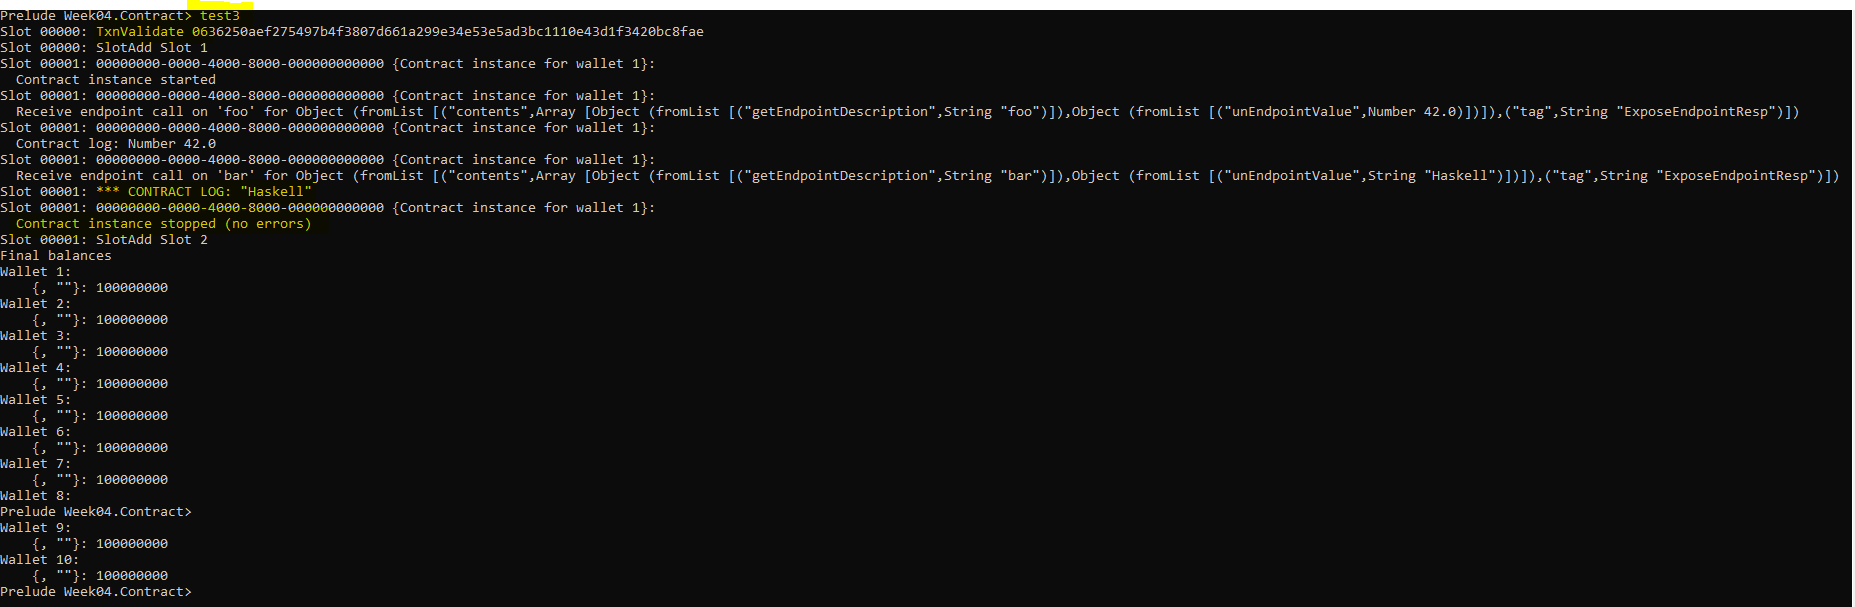 Prelude Week04.Contract> test3
Slot 00000: TxnValidate 0636250aef275497b4f3807d661a299e34e53e5ad3bc1110e43d1f3420bc8fae
Slot 00000: SlotAdd Slot 1
Slot 00001: 00000000-0000-4000-8000-000000000000 {Contract instance for wallet 1}:
  Contract instance started
Slot 00001: 00000000-0000-4000-8000-000000000000 {Contract instance for wallet 1}:
  Receive endpoint call on 'foo' for Object (fromList [("contents",Array [Object (fromList [("getEndpointDescription",String "foo")]),Object (fromList [("unEndpointValue",Number 42.0)])]),("tag",String "ExposeEndpointResp")])
Slot 00001: 00000000-0000-4000-8000-000000000000 {Contract instance for wallet 1}:
  Contract log: Number 42.0
Slot 00001: 00000000-0000-4000-8000-000000000000 {Contract instance for wallet 1}:
  Receive endpoint call on 'bar' for Object (fromList [("contents",Array [Object (fromList [("getEndpointDescription",String "bar")]),Object (fromList [("unEndpointValue",String "Haskell")])]),("tag",String "ExposeEndpointResp")])
Slot 00001: *** CONTRACT LOG: "Haskell"
Slot 00001: 00000000-0000-4000-8000-000000000000 {Contract instance for wallet 1}:
  Contract instance stopped (no errors)
Slot 00001: SlotAdd Slot 2
Final balances
Wallet 1:
    {, ""}: 100000000
Wallet 2:
    {, ""}: 100000000
Wallet 3:
    {, ""}: 100000000
Wallet 4:
    {, ""}: 100000000
Wallet 5:
    {, ""}: 100000000
Wallet 6:
    {, ""}: 100000000
Wallet 7:
    {, ""}: 100000000
Wallet 8:
Prelude Week04.Contract>
Wallet 9:
    {, ""}: 100000000
Wallet 10:
    {, ""}: 100000000
Prelude Week04.Contract>